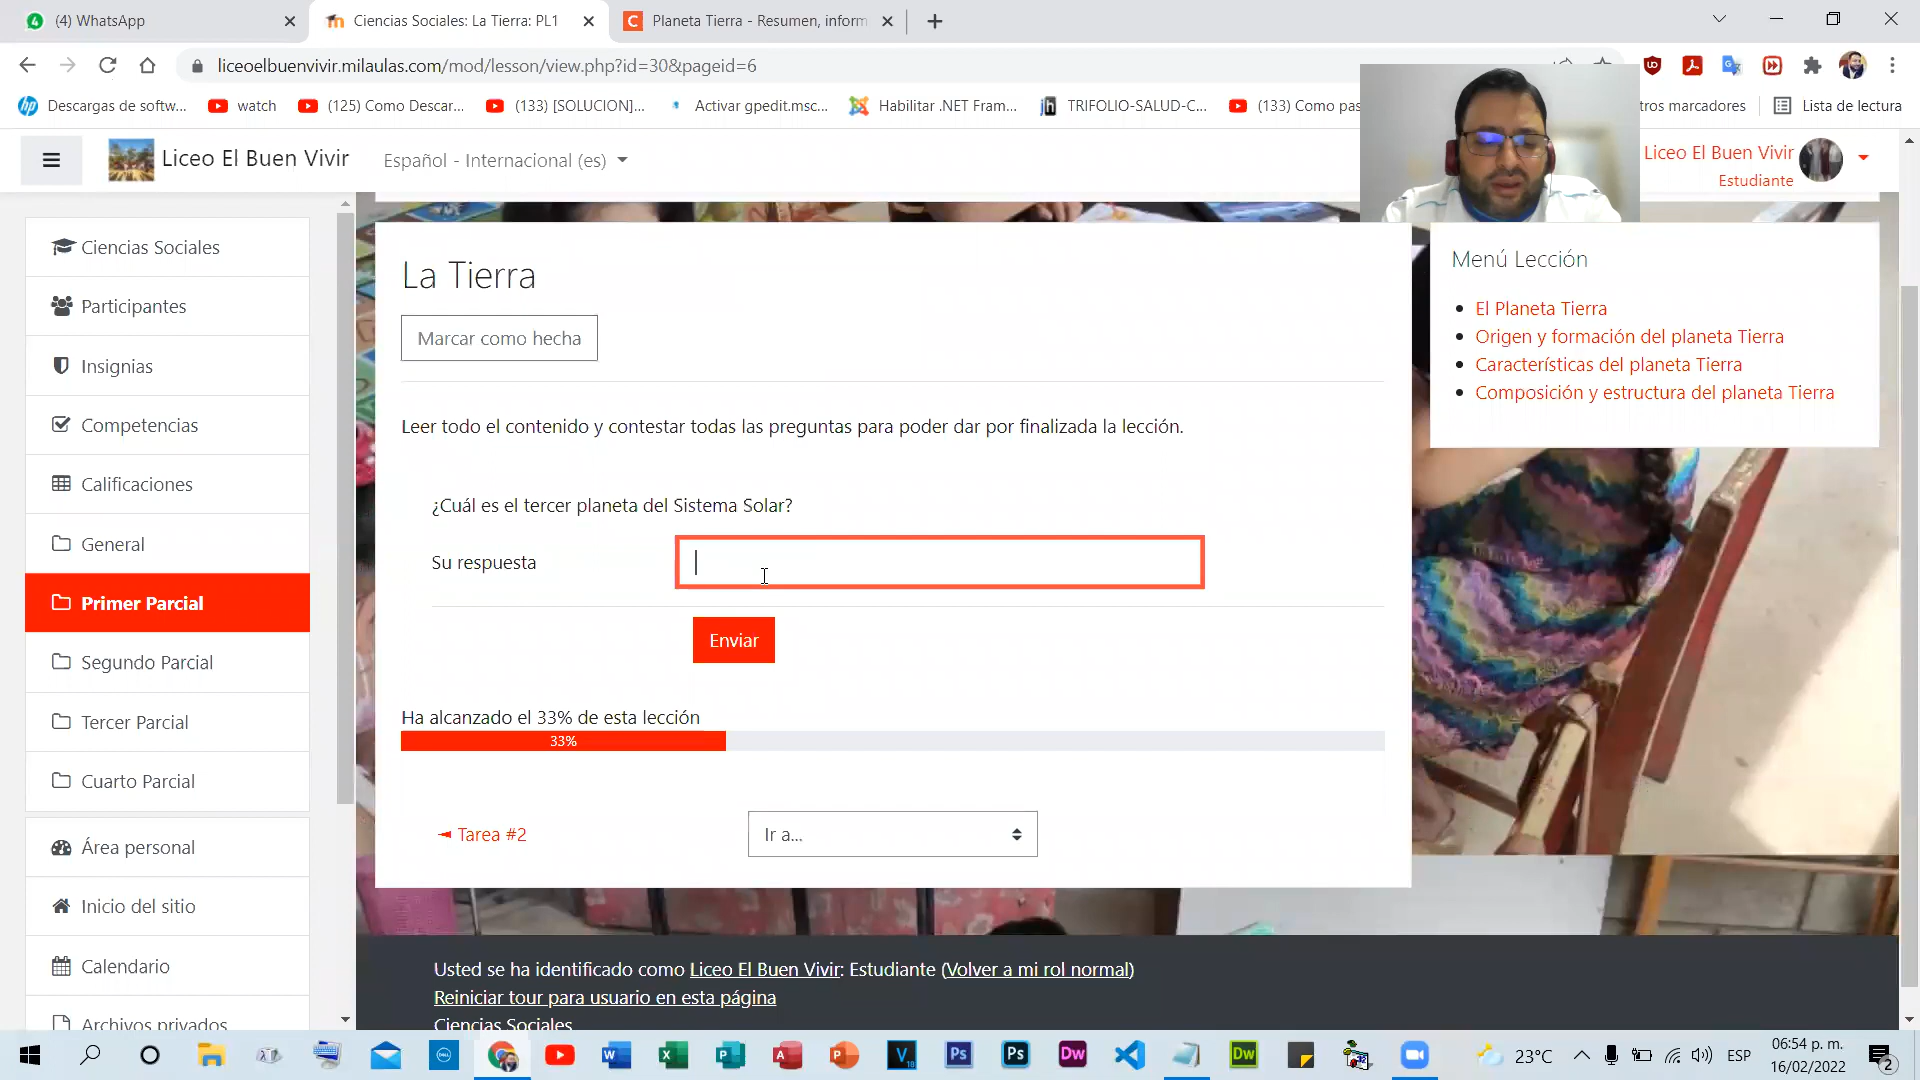 (4) WhatsApp
Ciencias Sociales: La Tierra: PL1
Planeta Tierra - Resumen, inform
liceoelbuenvivir.milaulas.com/mod/lesson/view.php?id=30&pageid=6
Descargas de softw...
watch
(125) Como Descar...
(133) [SOLUCION]...
Activar gpedit.msc...
Habilitar .NET Fram...
TRIFOLIO-SALUD-C...
(133) Como pas
tros marcadores
Lista de lectura
Liceo El Buen Vivir
Español - Internacional (es)
Liceo El Buen Vivir
Estudiante
Ciencias Sociales
Participantes
Insignias
Competencias
Calificaciones
General
Primer Parcial
Segundo Parcial
Tercer Parcial
Cuarto Parcial
Área personal
Inicio del sitio
Calendario
Archivos privados
La Tierra
Marcar como hecha
Leer todo el contenido y contestar todas las preguntas para poder dar por finalizada la lección.
¿Cuál es el tercer planeta del Sistema Solar?
Su respuesta
Enviar
Ha alcanzado el 33% de esta lección
33%
◄ Tarea #2
Ir a...
Menú Lección
El Planeta Tierra
Origen y formación del planeta Tierra
Características del planeta Tierra
Composición y estructura del planeta Tierra
Usted se ha identificado como Liceo El Buen Vivir: Estudiante (Volver a mi rol normal)
Reiniciar tour para usuario en esta página
Ciencias Sociales
23°C
ESP
06:54 p. m.
16/02/2022
2